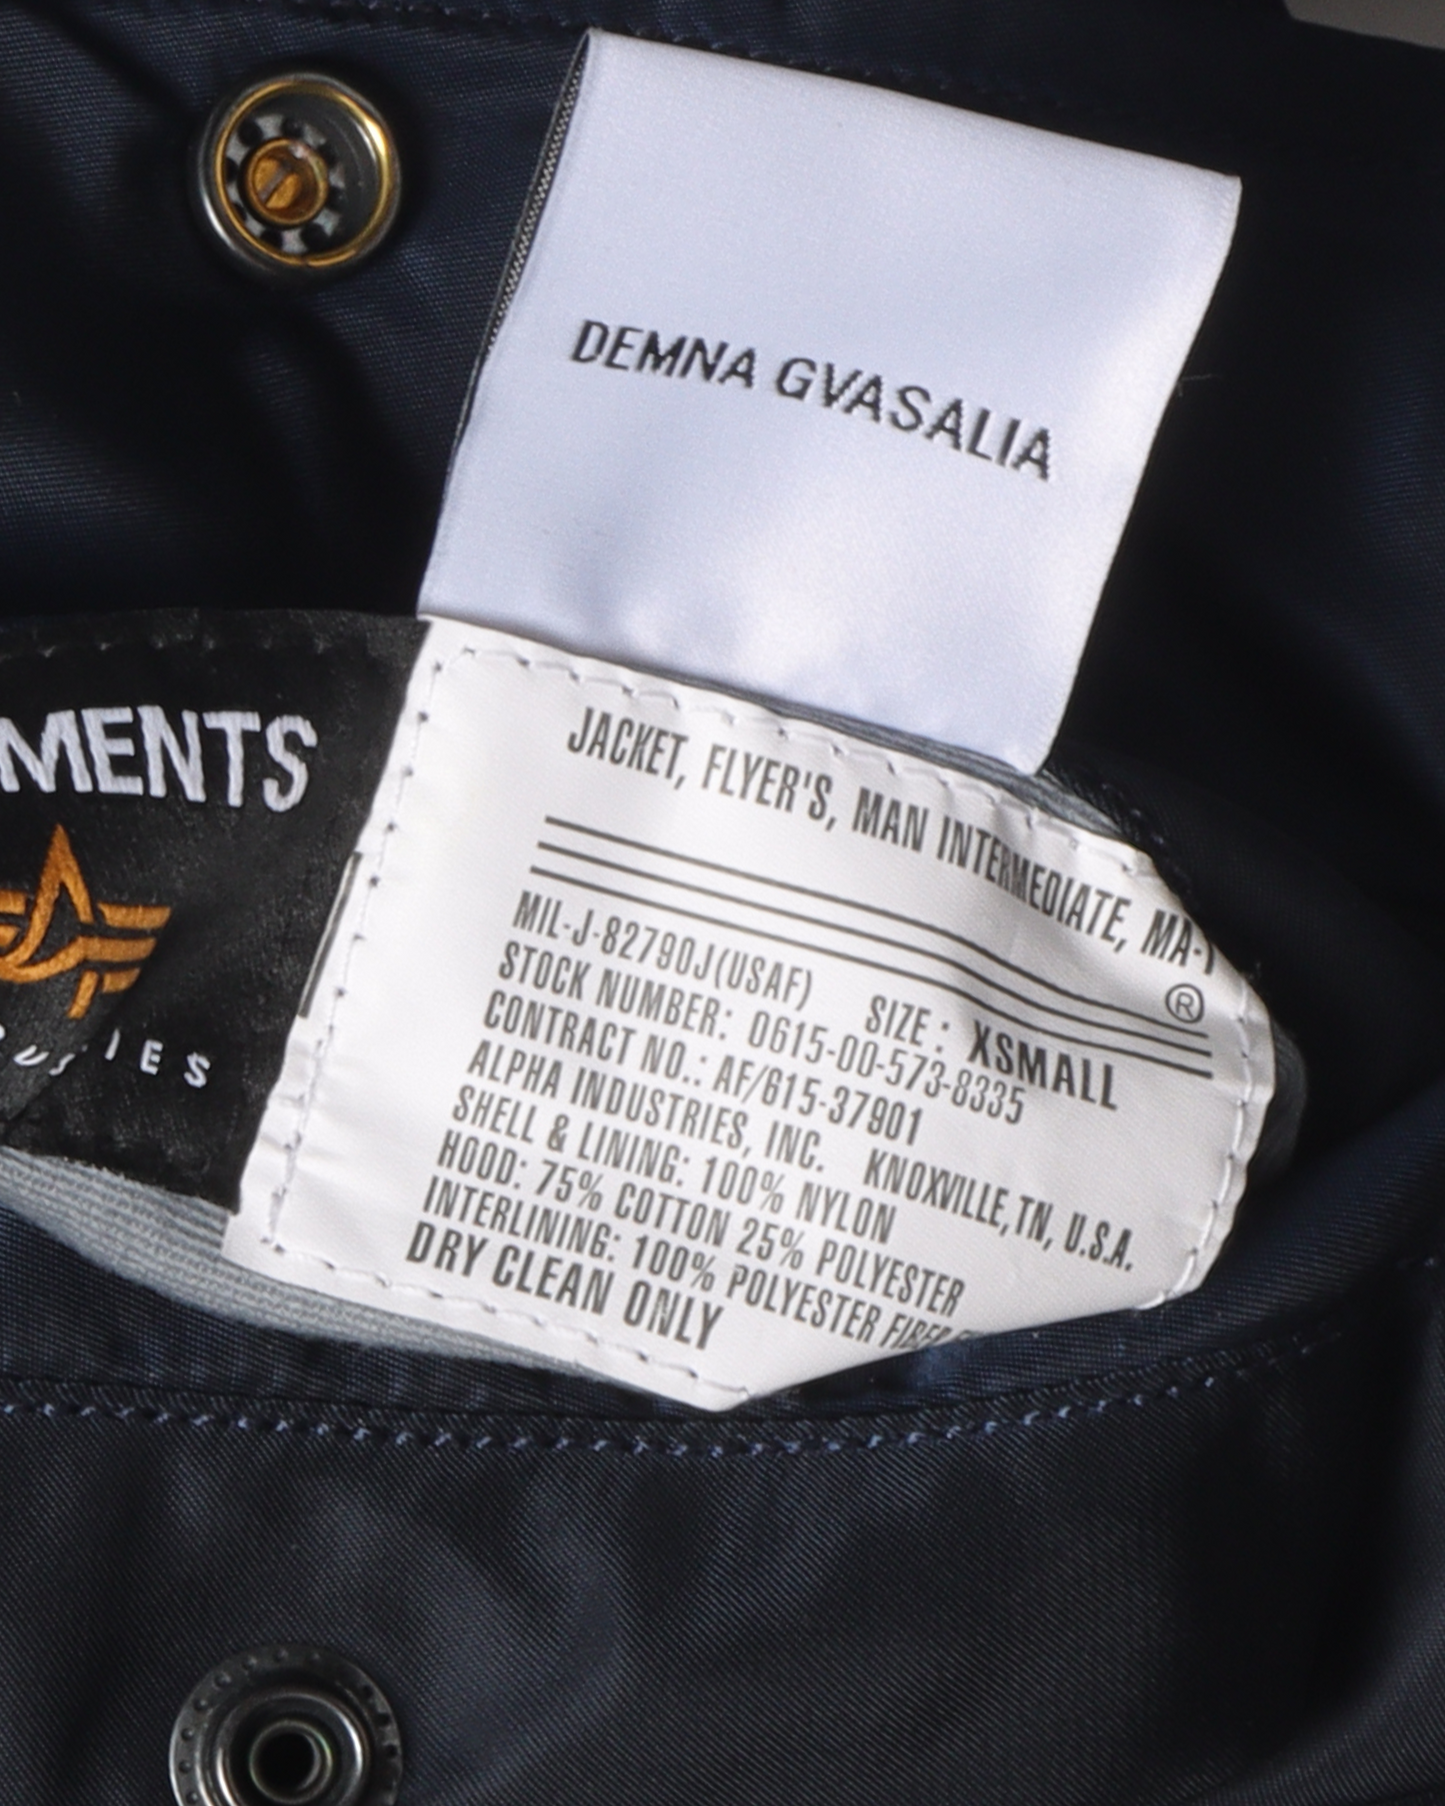 DEMNA GVASALIA
MENTS
IES
JACKET, FLYER'S, MAN INTERMEDIATE, MA-1
®
MIL-J-82790J(USAF) SIZE: XSMALL
STOCK NUMBER: 0615-00-573-8335
CONTRACT NO.: AF/615-37901
ALPHA INDUSTRIES, INC. KNOXVILLE, TN, U.S.A.
SHELL & LINING: 100% NYLON
HOOD: 75% COTTON 25% POLYESTER
INTERLINING: 100% POLYESTER FIBER
DRY CLEAN ONLY